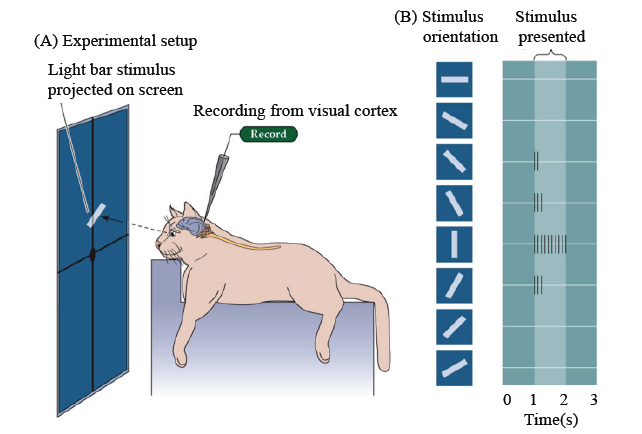 (A) Experimental setup
Light bar stimulus
projected on screen
Recording from visual cortex
Record
(B) Stimulus
orientation
Stimulus
presented
0 1 2 3
Time(s)